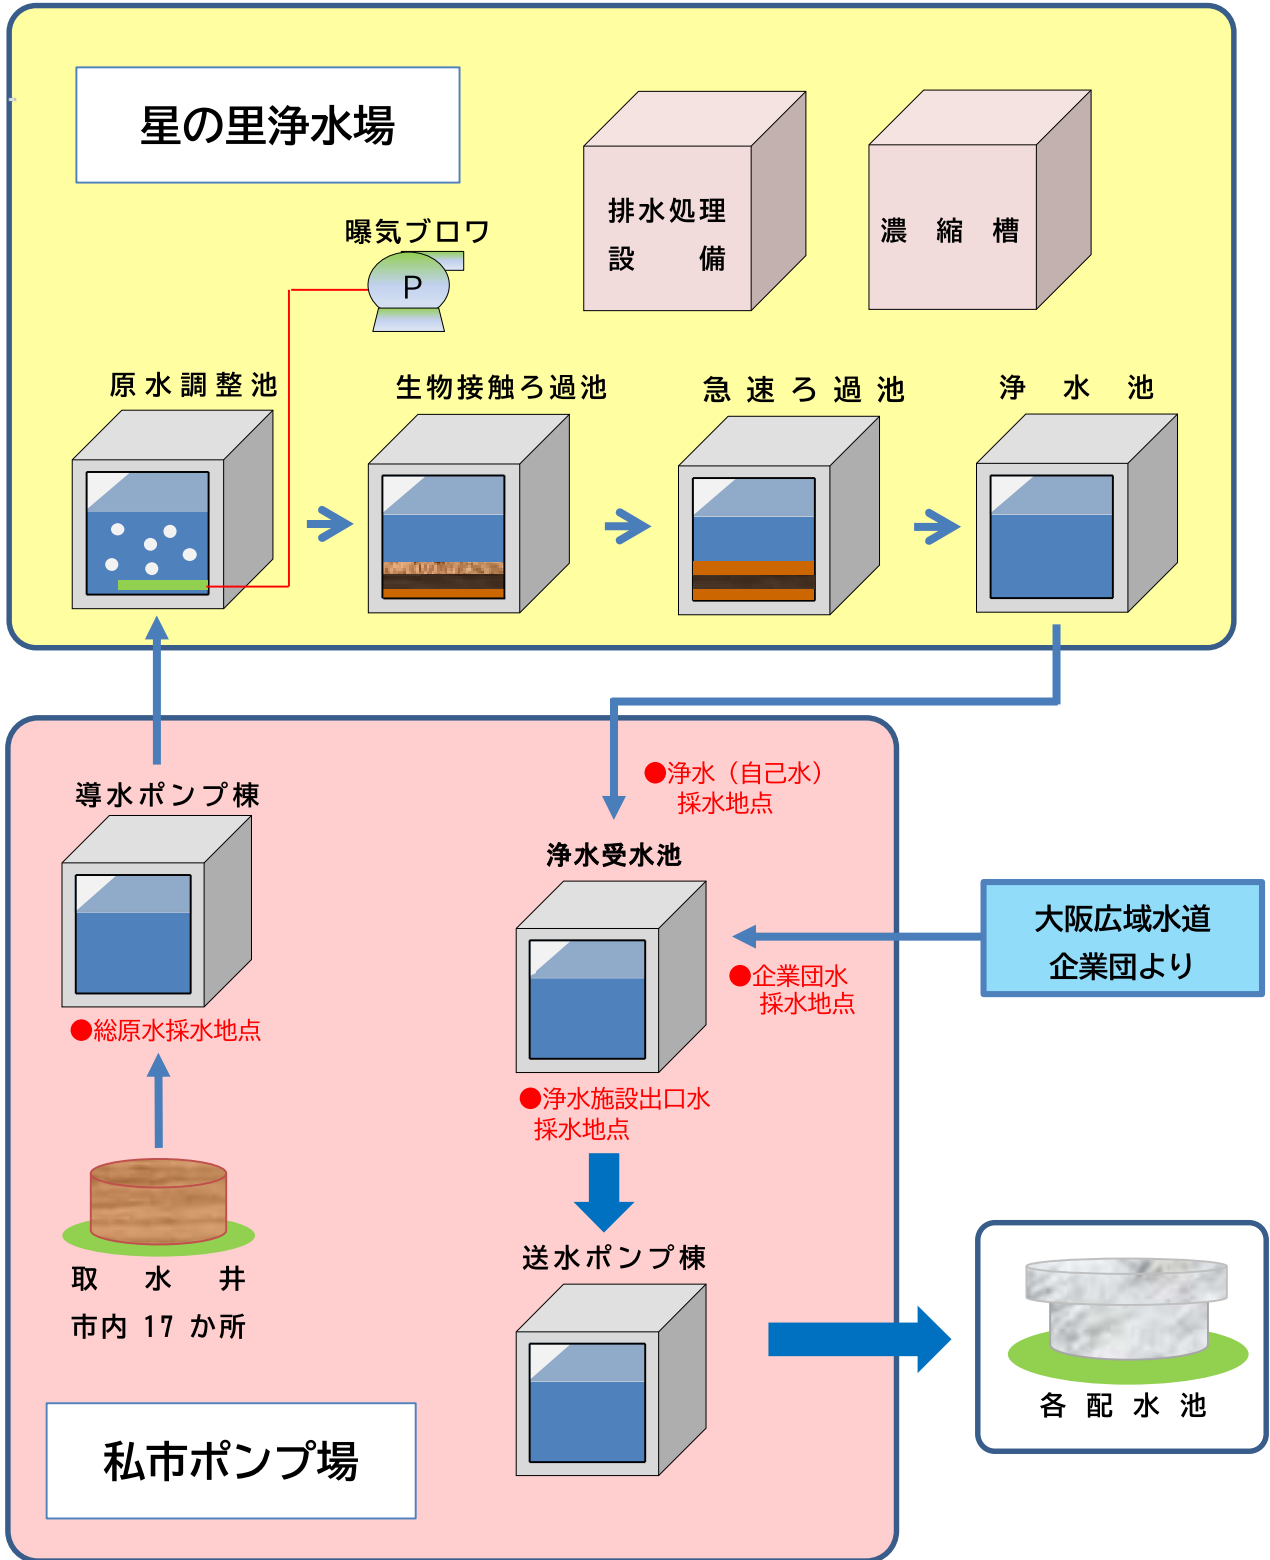 星の里浄水場
排水処理
設備
濃縮槽
曝気ブロワ
P
原水調整池
生物接触ろ過池
急速ろ過池
浄水池
導水ポンプ棟
●浄水（自己水）
採水地点
浄水受水池
大阪広域水道
企業団より
●企業団水
採水地点
●総原水採水地点
●浄水施設出口水
採水地点
取水井
市内 17 か所
送水ポンプ棟
各配水池
私市ポンプ場